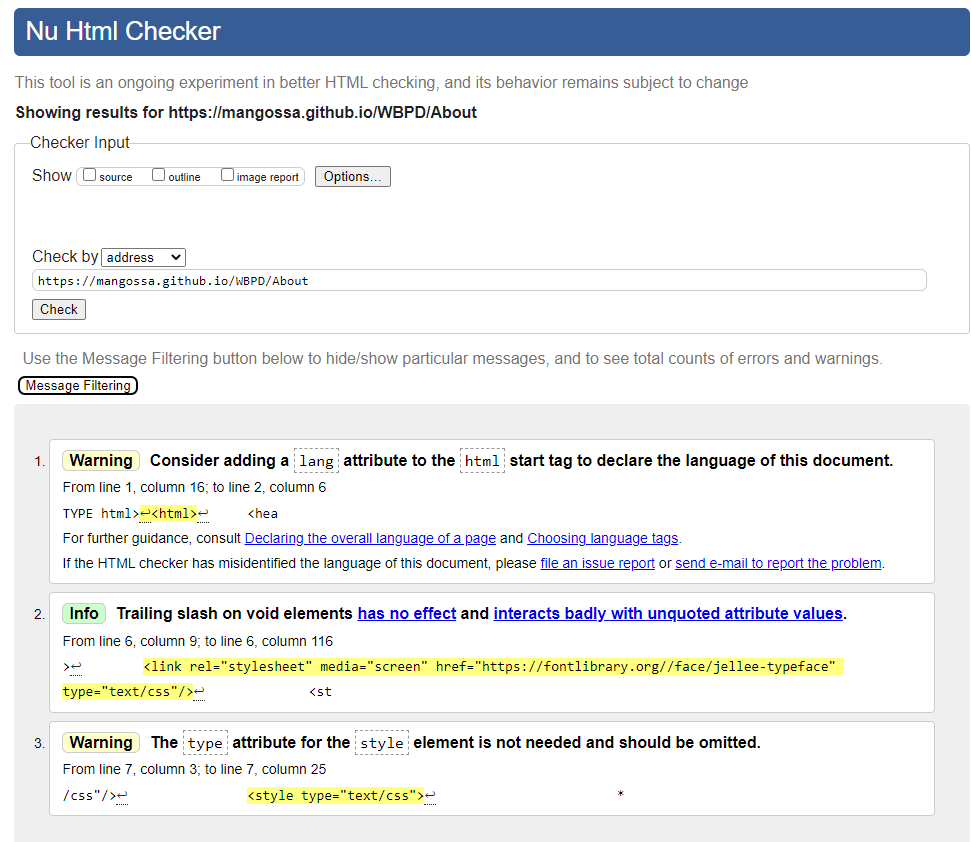 Nu Html Checker
This tool is an ongoing experiment in better HTML checking, and its behavior remains subject to change
Showing results for https://mangossa.github.io/WBPD/About
Checker Input
Show source outline image report Options...
Check by address
https://mangossa.github.io/WBPD/About
Check
Use the Message Filtering button below to hide/show particular messages, and to see total counts of errors and warnings.
Message Filtering
1. Warning Consider adding a lang attribute to the html start tag to declare the language of this document.
From line 1, column 16; to line 2, column 6
TYPE html>↩<html>↩ <hea
For further guidance, consult Declaring the overall language of a page and Choosing language tags.
If the HTML checker has misidentified the language of this document, please file an issue report or send e-mail to report the problem.
2. Info Trailing slash on void elements has no effect and interacts badly with unquoted attribute values.
From line 6, column 9; to line 6, column 116
>↩ <link rel="stylesheet" media="screen" href="https://fontlibrary.org//face/jellee-typeface"
type="text/css"/>↩ <st
3. Warning The type attribute for the style element is not needed and should be omitted.
From line 7, column 3; to line 7, column 25
/css"/>↩ <style type="text/css">↩ *